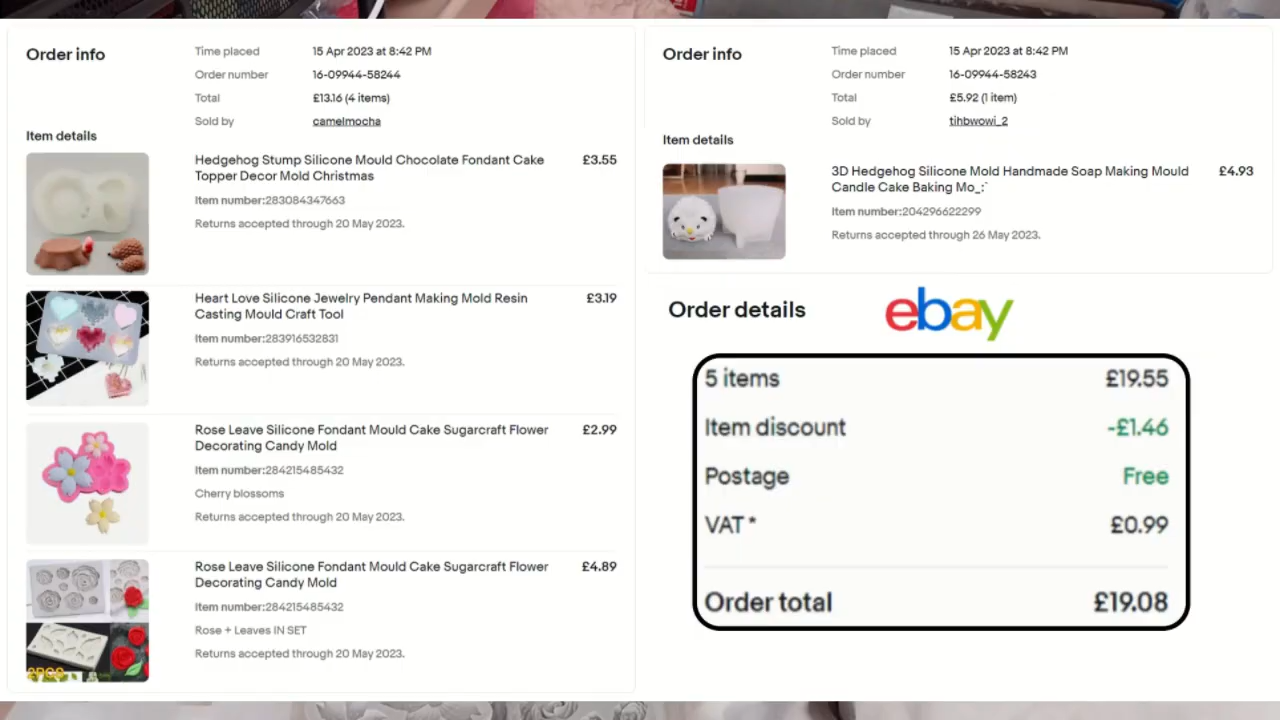 Order info
Time placed 15 Apr 2023 at 8:42 PM
Order number 16-09944-58244
Total £13.16 (4 items)
Sold by camelmocha
Item details
Hedgehog Stump Silicone Mould Chocolate Fondant Cake £3.55
Topper Decor Mold Christmas
Item number:283084347663
Returns accepted through 20 May 2023.
Heart Love Silicone Jewelry Pendant Making Mold Resin £3.19
Casting Mould Craft Tool
Item number:283916532831
Returns accepted through 20 May 2023.
Rose Leave Silicone Fondant Mould Cake Sugarcraft Flower £2.99
Decorating Candy Mold
Item number:284215485432
Cherry blossoms
Returns accepted through 20 May 2023.
Rose Leave Silicone Fondant Mould Cake Sugarcraft Flower £4.89
Decorating Candy Mold
Item number:284215485432
Rose + Leaves IN SET
Returns accepted through 20 May 2023.
2PCS
Order info
Time placed 15 Apr 2023 at 8:42 PM
Order number 16-09944-58243
Total £5.92 (1 item)
Sold by tihbwowi_2
Item details
3D Hedgehog Silicone Mold Handmade Soap Making Mould £4.93
Candle Cake Baking Mo_:ˊ
Item number:204296622299
Returns accepted through 26 May 2023.
Order details ebay
5 items £19.55
Item discount -£1.46
Postage Free
VAT * £0.99
Order total £19.08